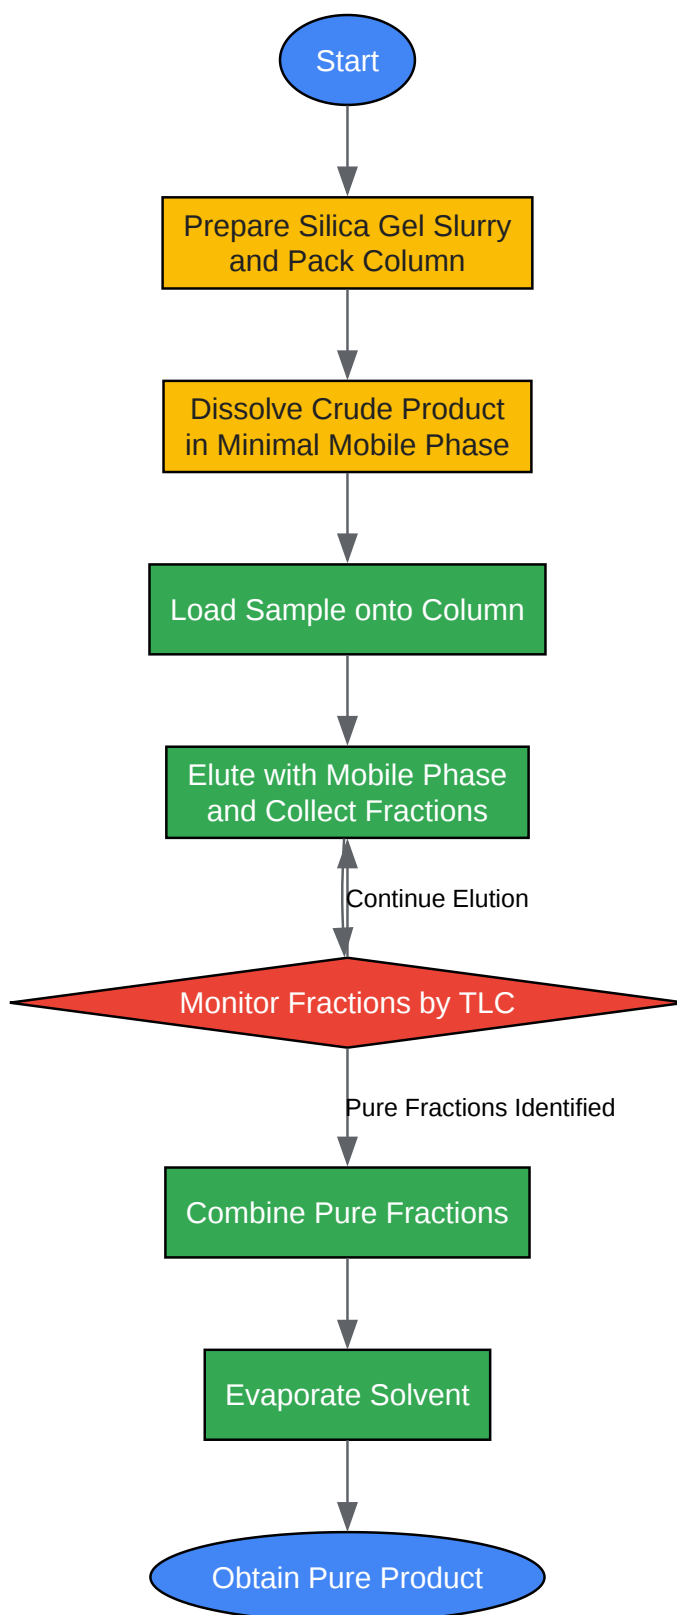 Start
Prepare Silica Gel Slurry
and Pack Column
Dissolve Crude Product
in Minimal Mobile Phase
Load Sample onto Column
Elute with Mobile Phase
and Collect Fractions
Continue Elution
Monitor Fractions by TLC
Pure Fractions Identified
Combine Pure Fractions
Evaporate Solvent
Obtain Pure Product